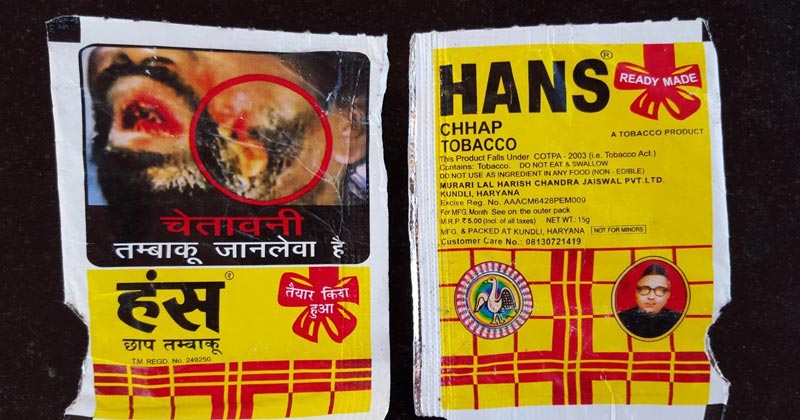 चेतावनी
तम्बाकू जानलेवा है
हंस®
छाप तम्बाकू
T.M. REGD. No. 249250
तैयार किया
हुआ
HANS®
READY MADE
CHHAP
TOBACCO
A TOBACCO PRODUCT
This Product Falls Under COTPA - 2003 (i.e. Tobacco Act.)
Contains: Tobacco. DO NOT EAT & SWALLOW
DO NOT USE AS INGREDIENT IN ANY FOOD (NON - EDIBLE)
MURARI LAL HARISH CHANDRA JAISWAL PVT.LTD.
KUNDLI, HARYANA
Excise Reg. No. AAACM6428PEM009
For MFG. Month See on the outer pack
M.R.P ₹ 5.00 (incl. of all taxes) NET WT.: 15g
MFG. & PACKED AT KUNDLI, HARYANA NOT FOR MINORS
Customer Care No.: 08130721419